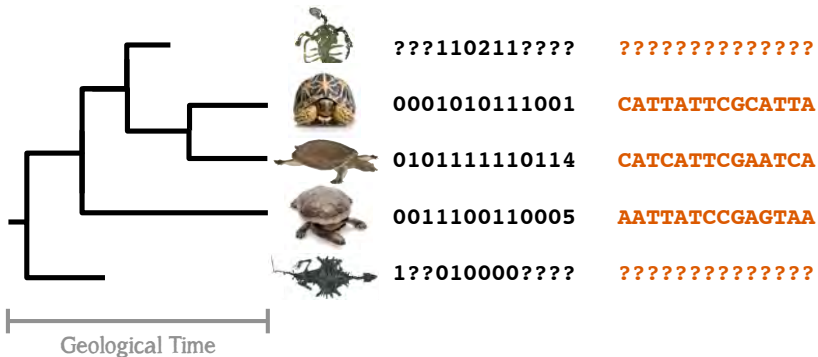 ???110211???? ??????????????
0001010111001 CATTATTCGCATTA
0101111110114 CATCATTCGAATCA
0011100110005 AATTATCCGAGTAA
1??010000???? ??????????????
Geological Time